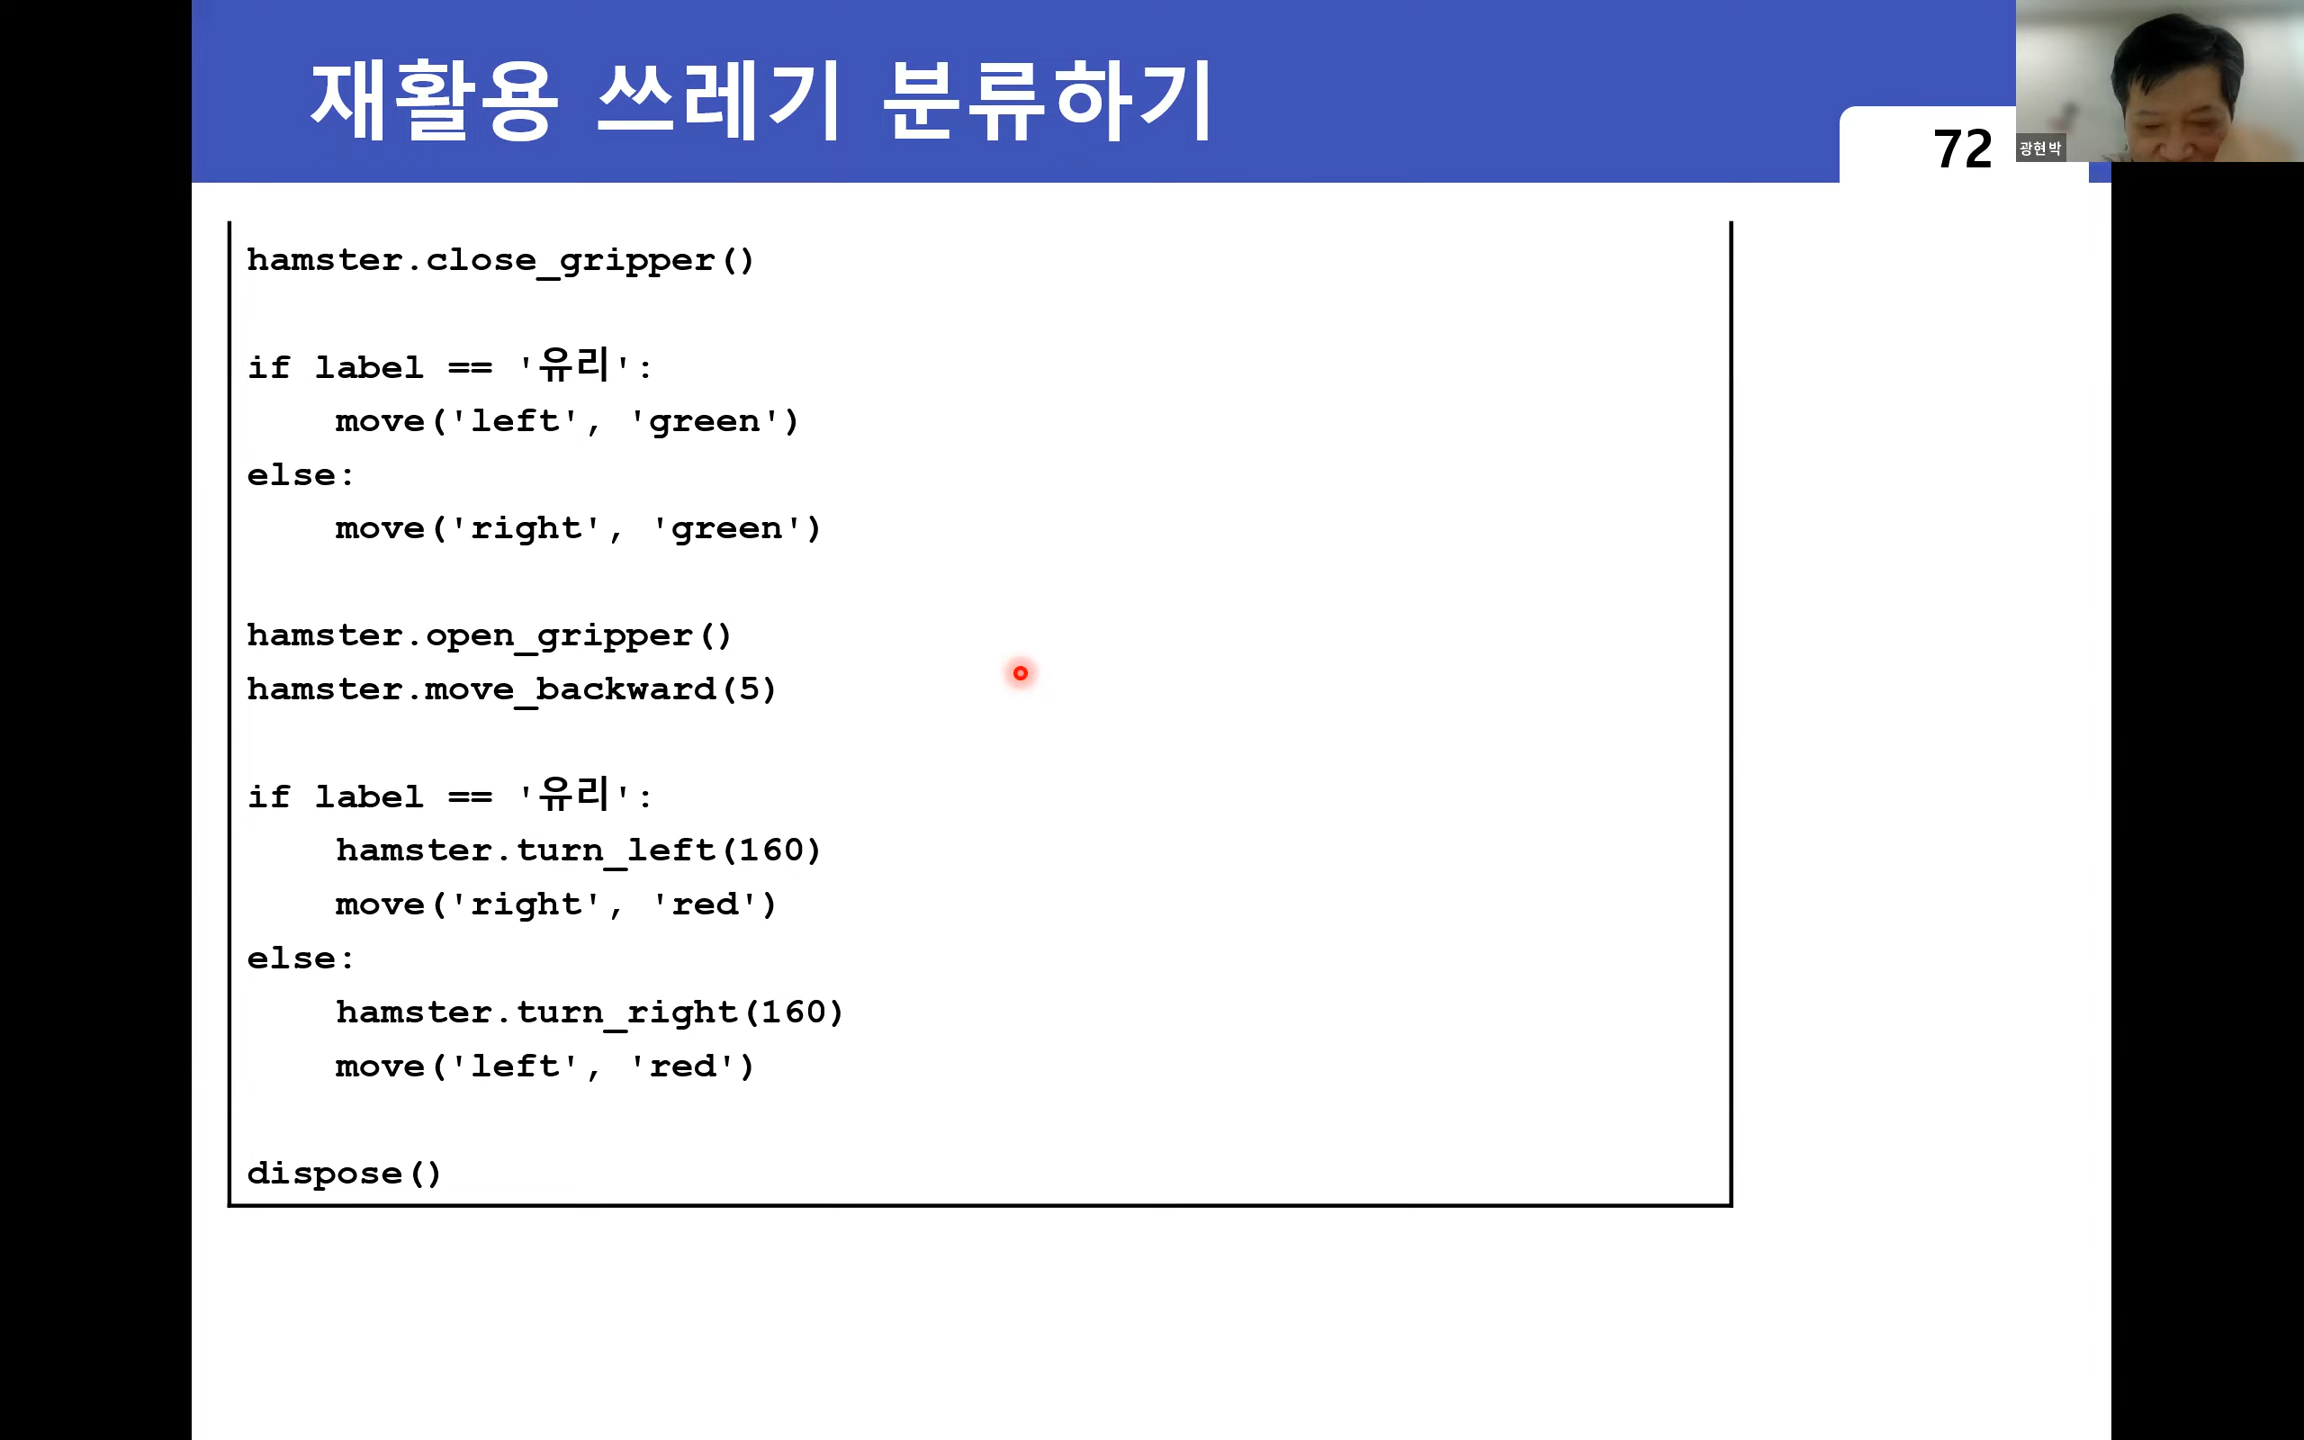 재활용 쓰레기 분류하기
72
광현박
hamster.close_gripper()
if label == '유리':
    move('left', 'green')
else:
    move('right', 'green')
hamster.open_gripper()
hamster.move_backward(5)
if label == '유리':
    hamster.turn_left(160)
    move('right', 'red')
else:
    hamster.turn_right(160)
    move('left', 'red')
dispose()